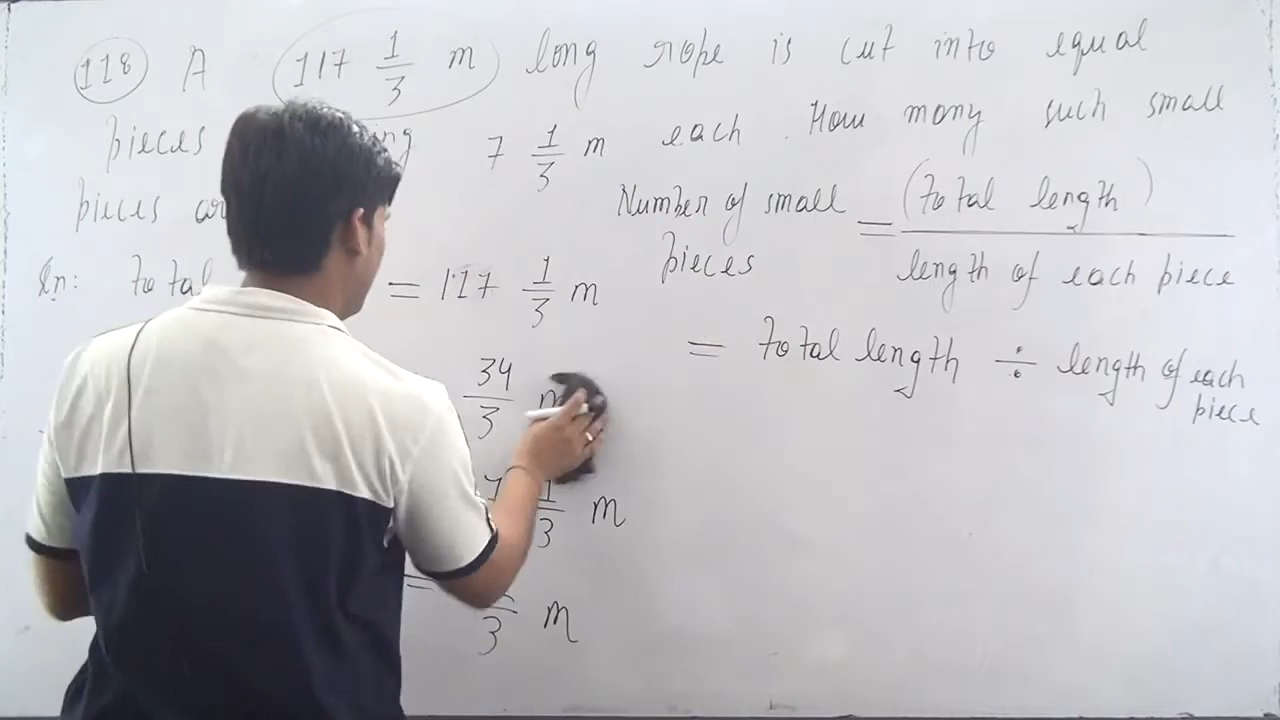 118 A 117 1/3 m long rope is cut into equal
pieces 7 1/3 m each. How many such small
pieces
Number of small pieces = (total length) / length of each piece
= total length ÷ length of each piece
In: total = 117 1/3 m
34/3 m
1/3 m
= /3 m